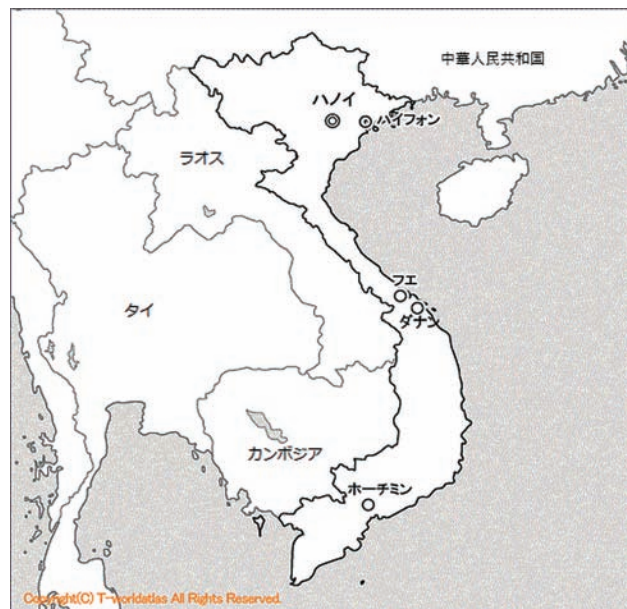 中華人民共和国
ハノイ
ハイフォン
ラオス
フエ
タイ
ダナン
カンボジア
ホーチミン
Copyright(C) T-worldatlas All Rights Reserved.